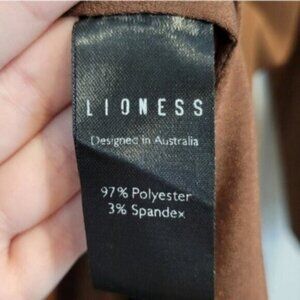 LIONESS
Designed in Australia
97% Polyester
3% Spandex